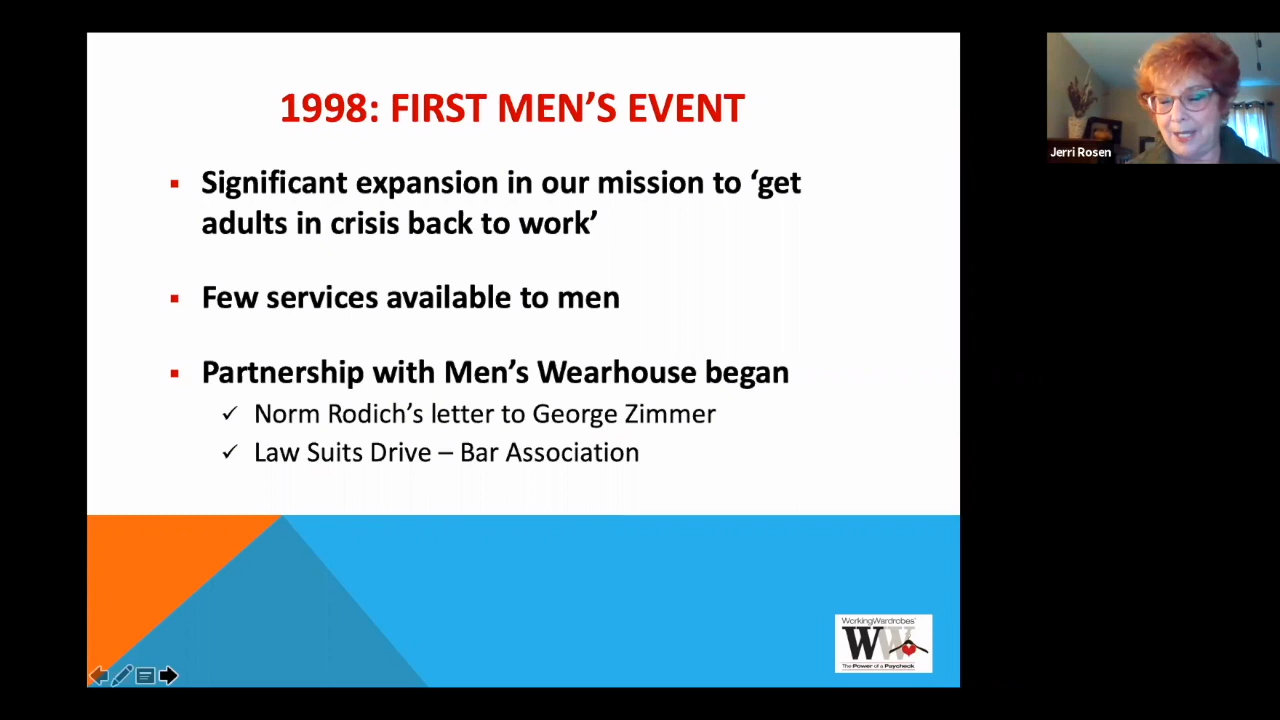 1998: FIRST MEN’S EVENT
Significant expansion in our mission to ‘get
adults in crisis back to work’
Few services available to men
Partnership with Men’s Wearhouse began
Norm Rodich’s letter to George Zimmer
Law Suits Drive – Bar Association
WorkingWardrobes
WW
The Power of a Paycheck
Jerri Rosen